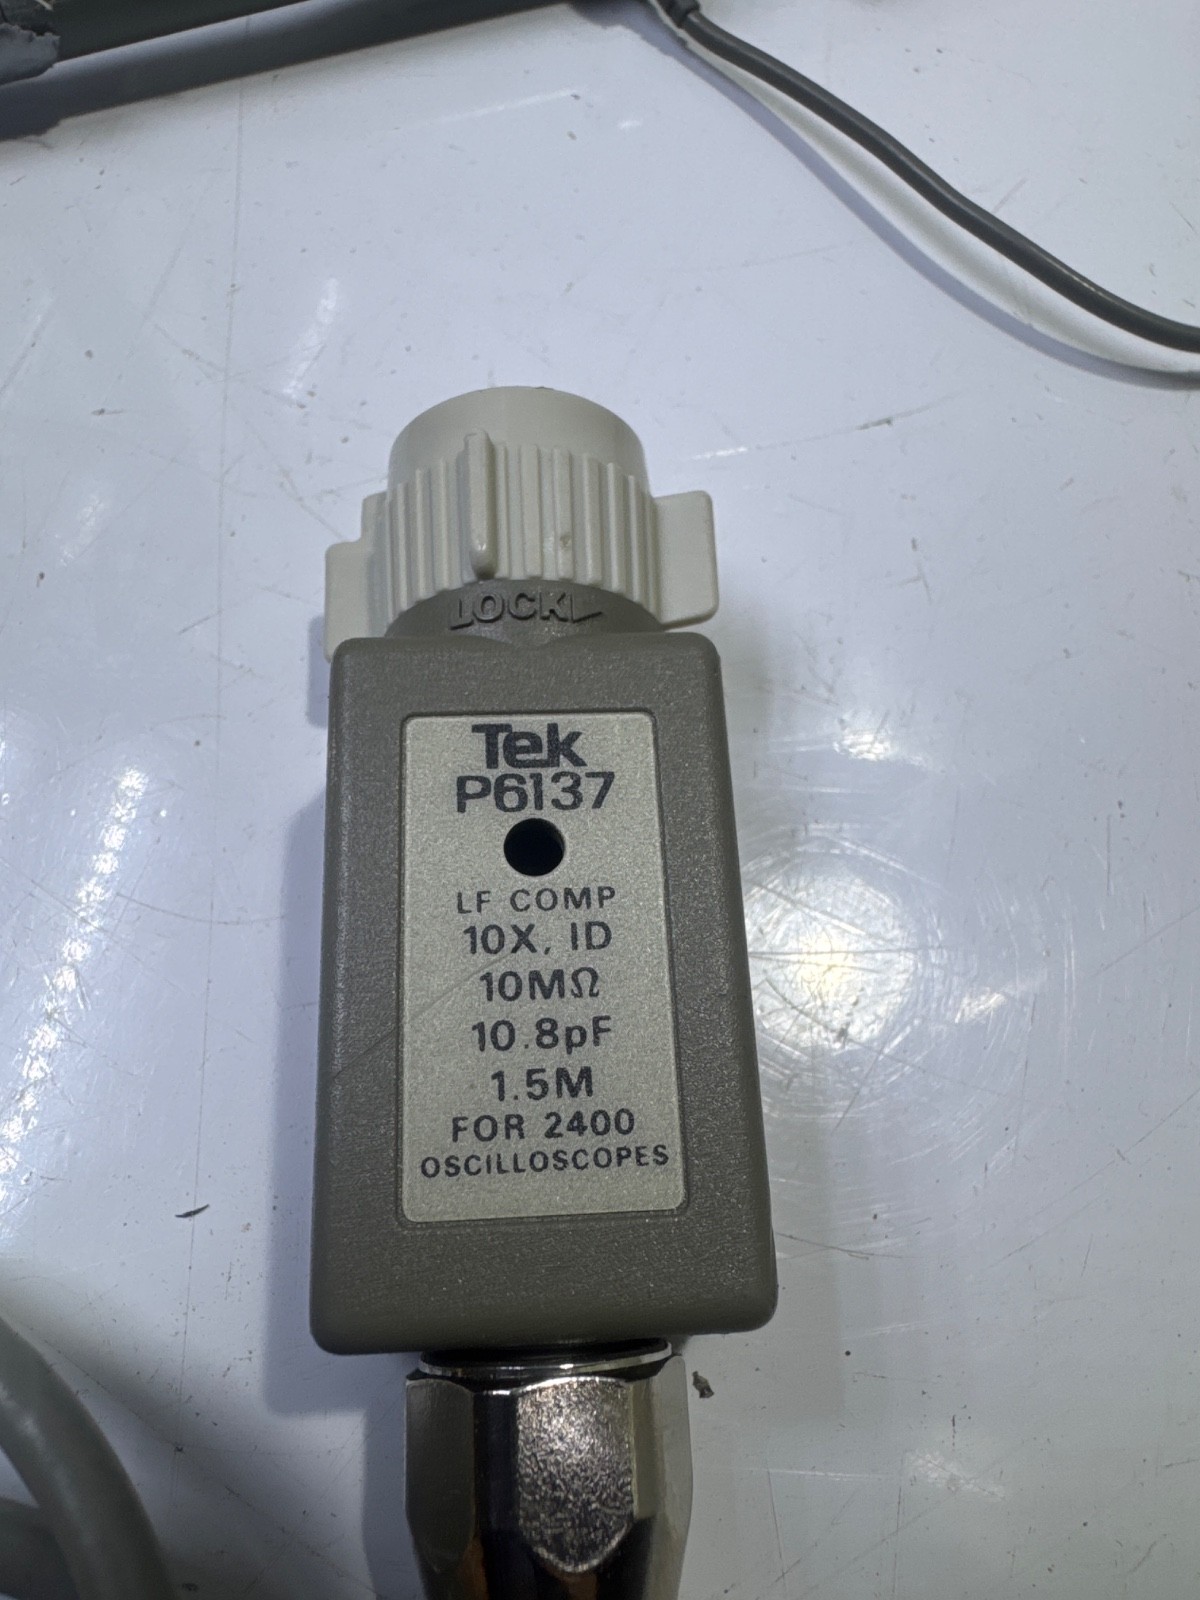 LOCK
Tek
P6137
LF COMP
10X, ID
10MΩ
10.8pF
1.5M
FOR 2400
OSCILLOSCOPES